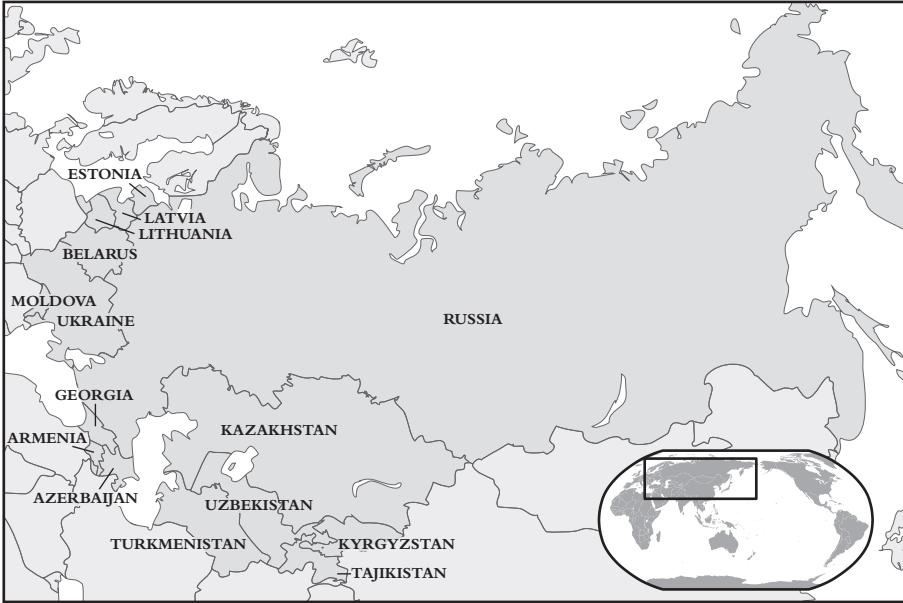 ESTONIA
LATVIA
LITHUANIA
BELARUS
MOLDOVA
UKRAINE
RUSSIA
GEORGIA
KAZAKHSTAN
ARMENIA
AZERBAIJAN
UZBEKISTAN
TURKMENISTAN
KYRGYZSTAN
TAJIKISTAN